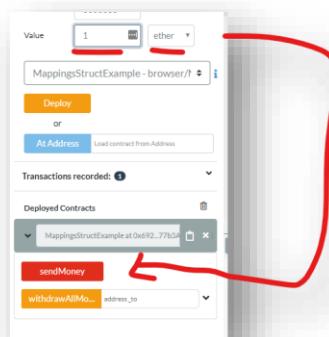 Value 1 ether
MappingsStructExample - browser/M
i
Deploy
or
At Address Load contract from Address
Transactions recorded: 1
Deployed Contracts
MappingsStructExample at 0x692...77b3A
sendMoney
withdrawAllMo... address_to